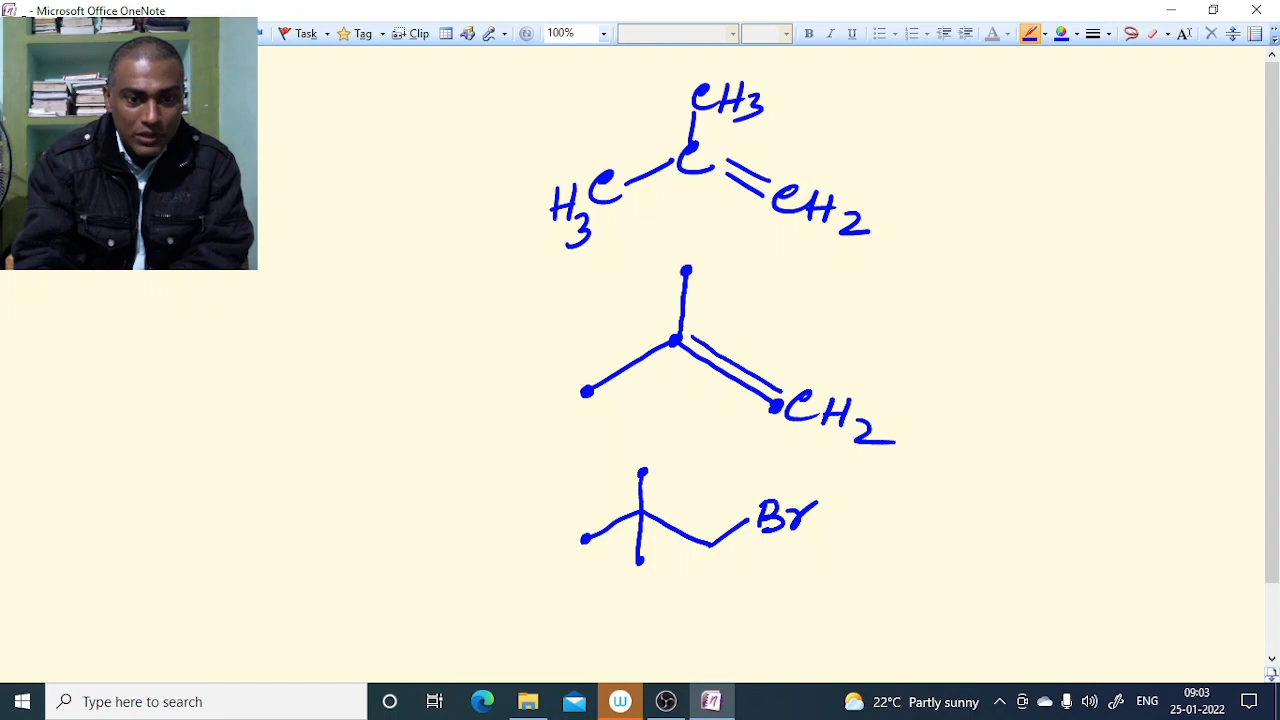 _ - Microsoft Office OneNote
Task Tag Clip 100% B I U A A
CH3
H3C C CH2
CH2
Br
Type here to search
22°C Partly sunny ENG 09:03
25-01-2022